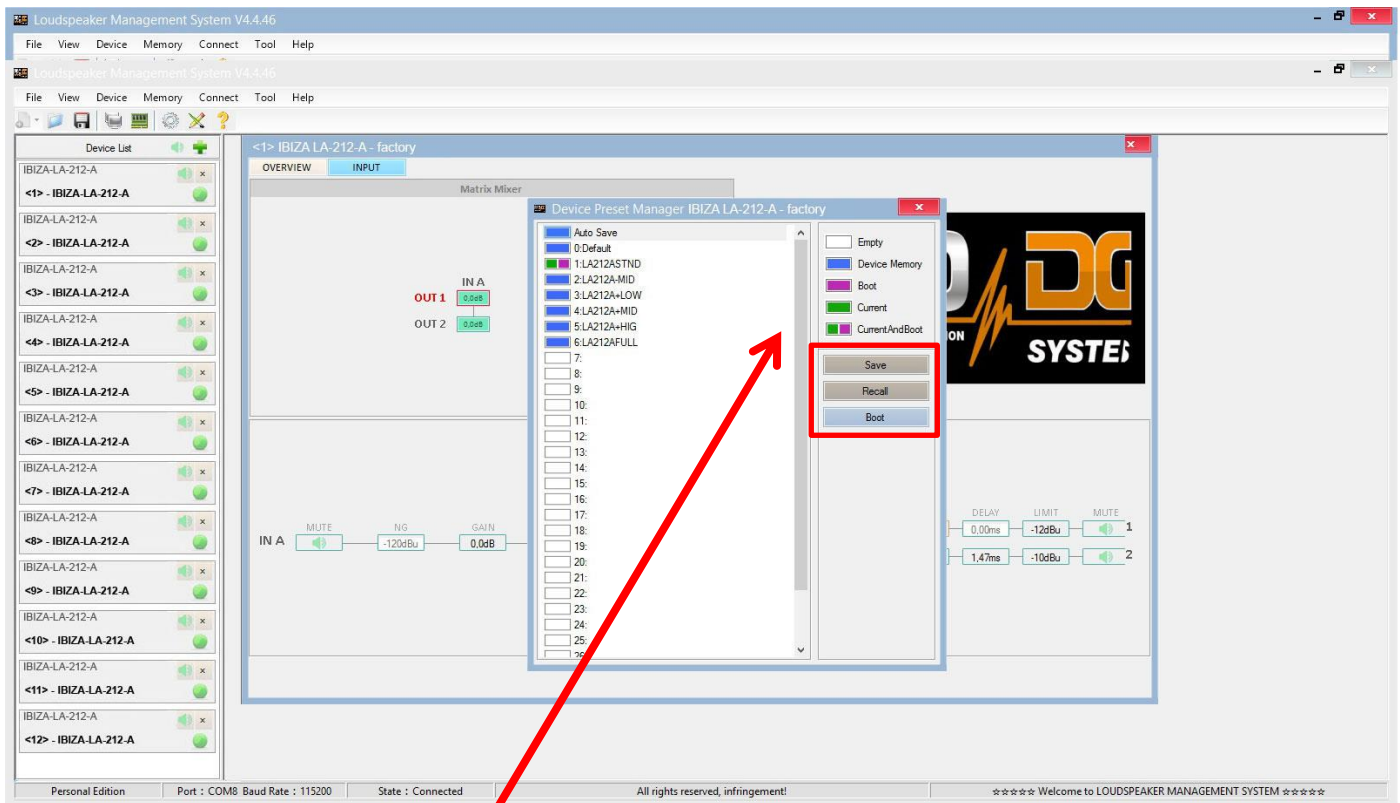 Loudspeaker Management System V4.4.46
File View Device Memory Connect Tool Help
Loudspeaker Management System V4.4.46
File View Device Memory Connect Tool Help
Device List
IBIZA-LA-212-A
<1> - IBIZA-LA-212-A
IBIZA-LA-212-A
<2> - IBIZA-LA-212-A
IBIZA-LA-212-A
<3> - IBIZA-LA-212-A
IBIZA-LA-212-A
<4> - IBIZA-LA-212-A
IBIZA-LA-212-A
<5> - IBIZA-LA-212-A
IBIZA-LA-212-A
<6> - IBIZA-LA-212-A
IBIZA-LA-212-A
<7> - IBIZA-LA-212-A
IBIZA-LA-212-A
<8> - IBIZA-LA-212-A
IBIZA-LA-212-A
<9> - IBIZA-LA-212-A
IBIZA-LA-212-A
<10> - IBIZA-LA-212-A
IBIZA-LA-212-A
<11> - IBIZA-LA-212-A
IBIZA-LA-212-A
<12> - IBIZA-LA-212-A
<1> IBIZA LA-212-A - factory
OVERVIEW INPUT
Matrix Mixer
IN A
OUT 1 0,0dB
OUT 2 0,0dB
MUTE NG GAIN
IN A -120dBu 0,0dB
Device Preset Manager IBIZA LA-212-A - factory
Auto Save
0:Default
1:LA212ASTND
2:LA212A-MID
3:LA212A+LOW
4:LA212A+MID
5:LA212A+HIG
6:LA212AFULL
7:
8:
9:
10:
11:
12:
13:
14:
15:
16:
17:
18:
19:
20:
21:
22:
23:
24:
25:
26:
Empty
Device Memory
Boot
Current
CurrentAndBoot
Save
Recall
Boot
DG
ION
SYSTE
DELAY LIMIT MUTE
0,00ms -12dBu 1
1,47ms -10dBu 2
Personal Edition Port : COM8 Baud Rate : 115200 State : Connected All rights reserved, infringement! ☆☆☆☆☆ Welcome to LOUDSPEAKER MANAGEMENT SYSTEM ☆☆☆☆☆